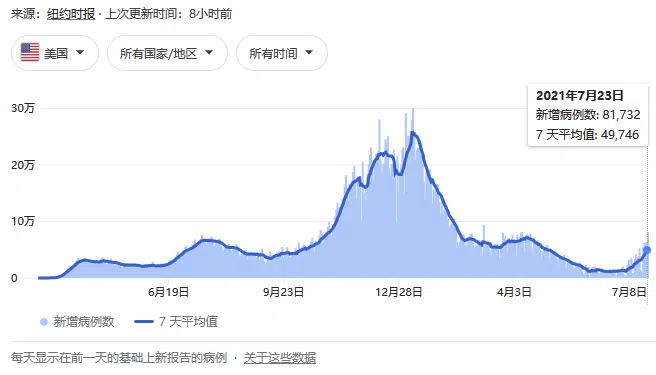 来源：纽约时报 · 上次更新时间：8小时前
美国 所有国家/地区 所有时间
2021年7月23日
新增病例数: 81,732
7 天平均值: 49,746
30万
20万
10万
0
6月19日 9月23日 12月28日 4月3日 7月8日
新增病例数 7 天平均值
每天显示在前一天的基础上新报告的病例 · 关于这些数据